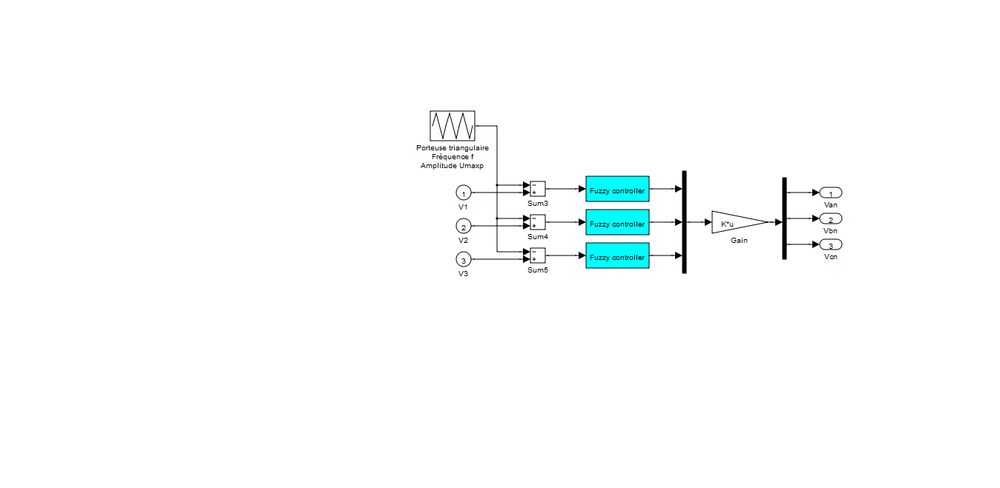 Porteuse triangulaire
Fréquence f
Amplitude Umaxp
1
V1
2
V2
3
V3
−
+
Sum3
−
+
Sum4
−
+
Sum5
Fuzzy controller
Fuzzy controller
Fuzzy controller
K*u
Gain
1
Van
2
Vbn
3
Vcn